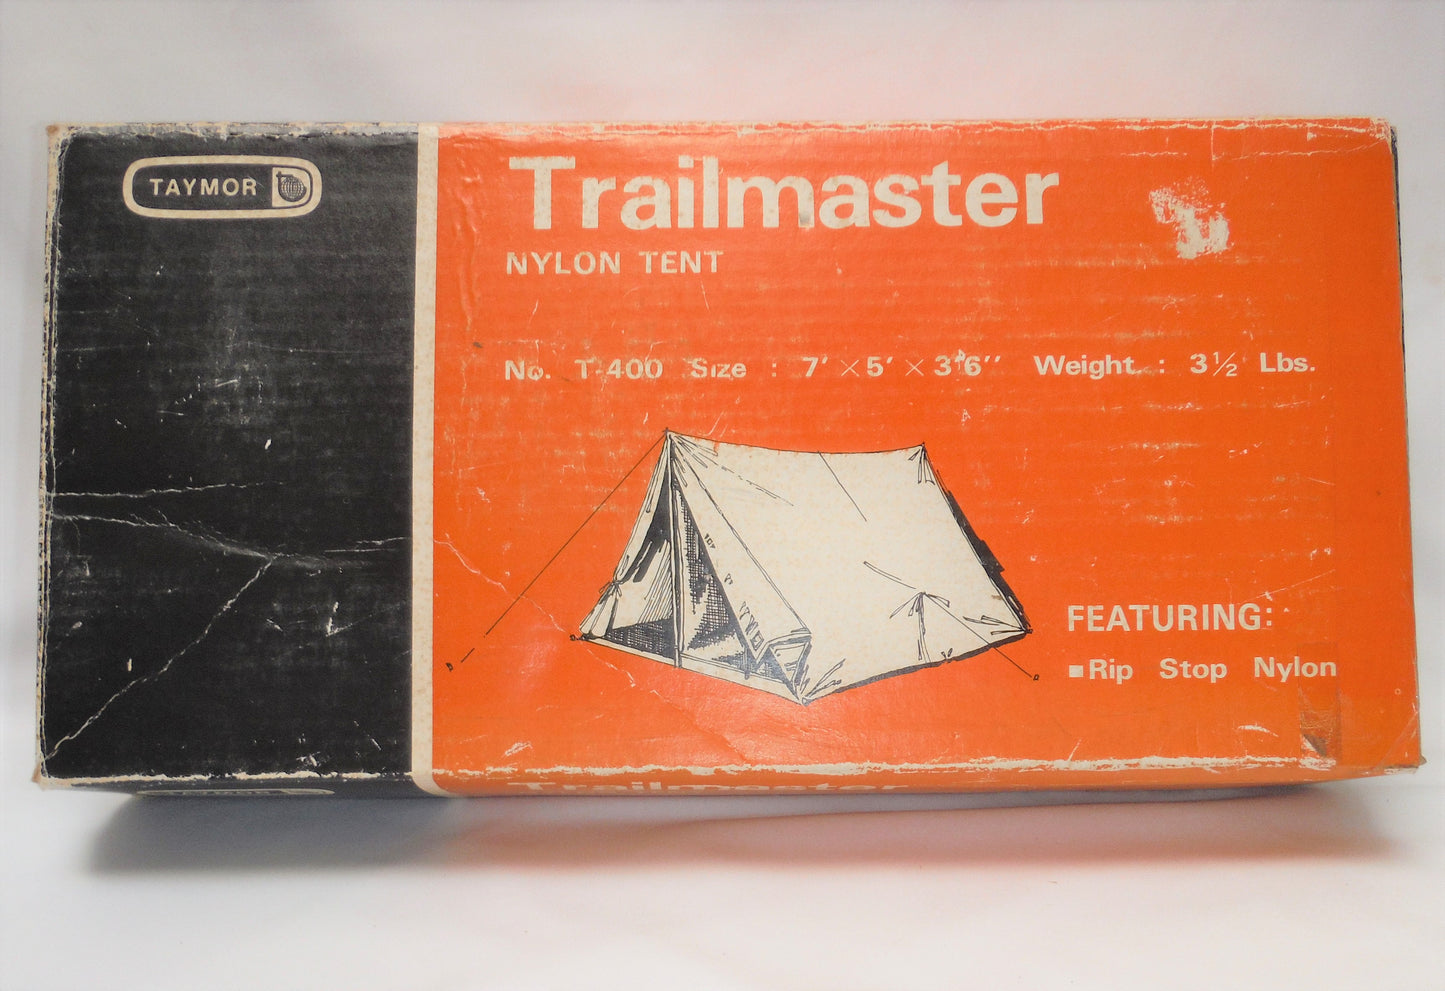 TAYMOR
Trailmaster
NYLON TENT
No. T-400 Size : 7' × 5' × 3'6'' Weight : 3½ Lbs.
FEATURING:
▪Rip Stop Nylon
Trailmaster